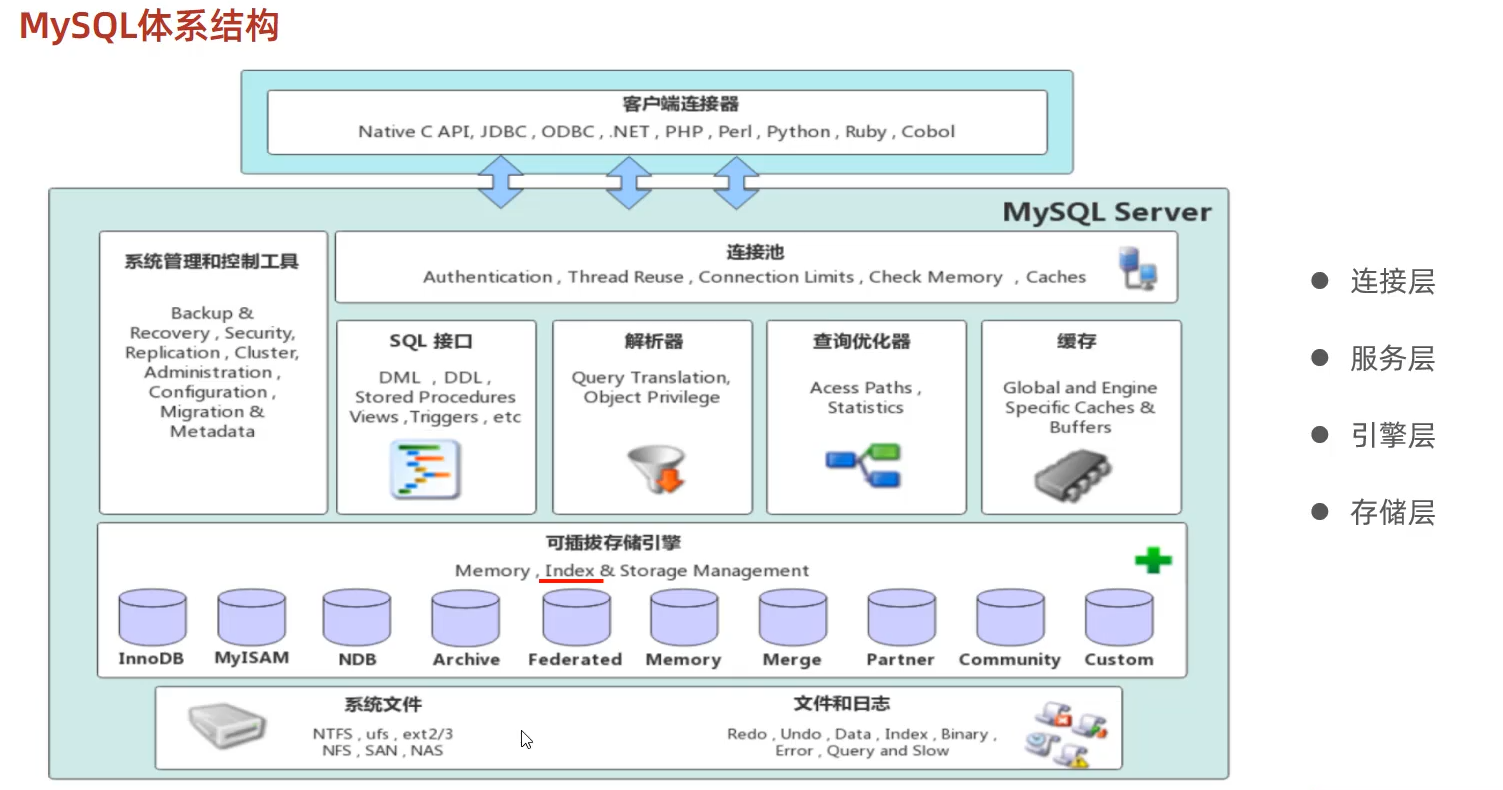 MySQL体系结构
客户端连接器
Native C API, JDBC , ODBC , .NET , PHP , Perl , Python , Ruby , Cobol
MySQL Server
系统管理和控制工具
Backup &
Recovery , Security,
Replication , Cluster,
Administration ,
Configuration ,
Migration &
Metadata
连接池
Authentication , Thread Reuse , Connection Limits , Check Memory , Caches
SQL 接口
DML , DDL ,
Stored Procedures
Views ,Triggers , etc
解析器
Query Translation,
Object Privilege
查询优化器
Acess Paths ,
Statistics
缓存
Global and Engine
Specific Caches &
Buffers
可插拔存储引擎
Memory , Index & Storage Management
InnoDB
MyISAM
NDB
Archive
Federated
Memory
Merge
Partner
Community
Custom
系统文件
NTFS , ufs , ext2/3
NFS , SAN , NAS
文件和日志
Redo , Undo , Data , Index , Binary ,
Error , Query and Slow
连接层
服务层
引擎层
存储层